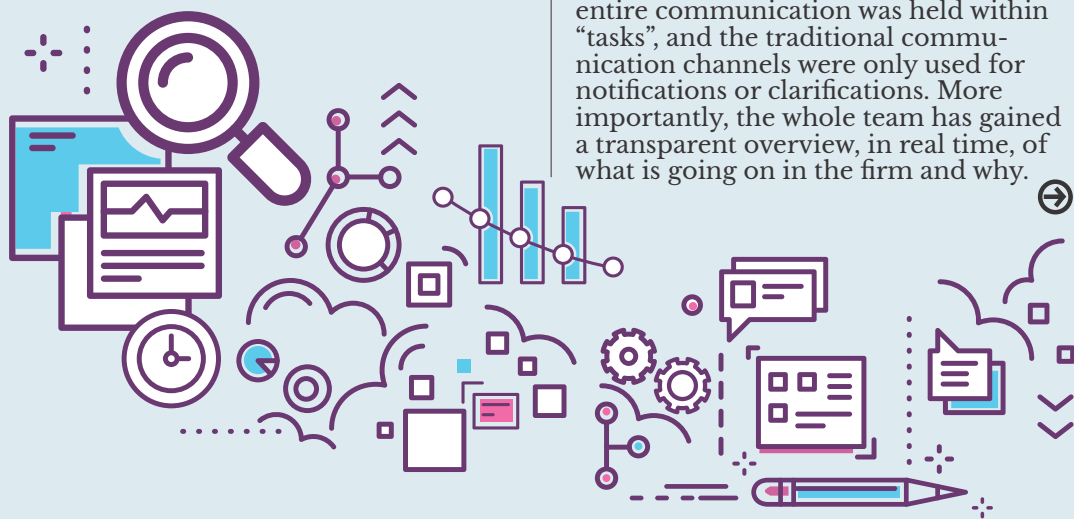 entire communication was held within
“tasks”, and the traditional commu-
nication channels were only used for
notifications or clarifications. More
importantly, the whole team has gained
a transparent overview, in real time, of
what is going on in the firm and why.